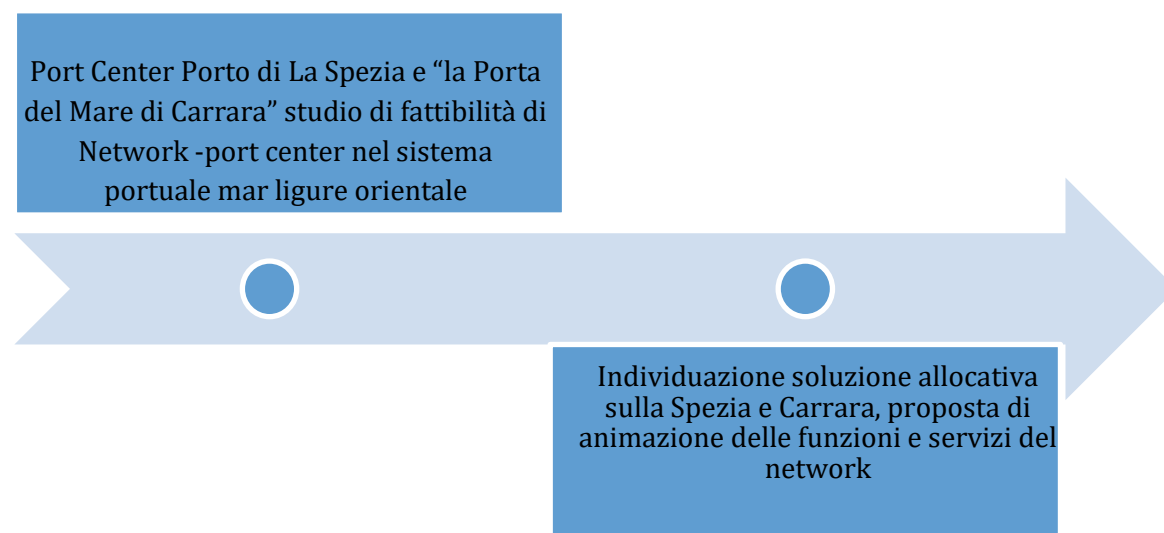 Port Center Porto di La Spezia e “la Porta
del Mare di Carrara” studio di fattibilità di
Network -port center nel sistema
portuale mar ligure orientale
Individuazione soluzione allocativa
sulla Spezia e Carrara, proposta di
animazione delle funzioni e servizi del
network